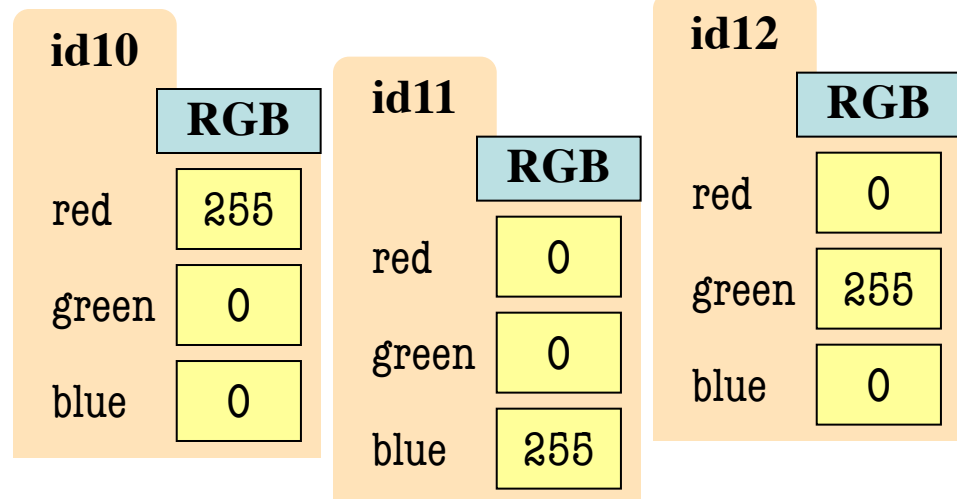 id10
RGB
red 255
green 0
blue 0
id11
RGB
red 0
green 0
blue 255
id12
RGB
red 0
green 255
blue 0